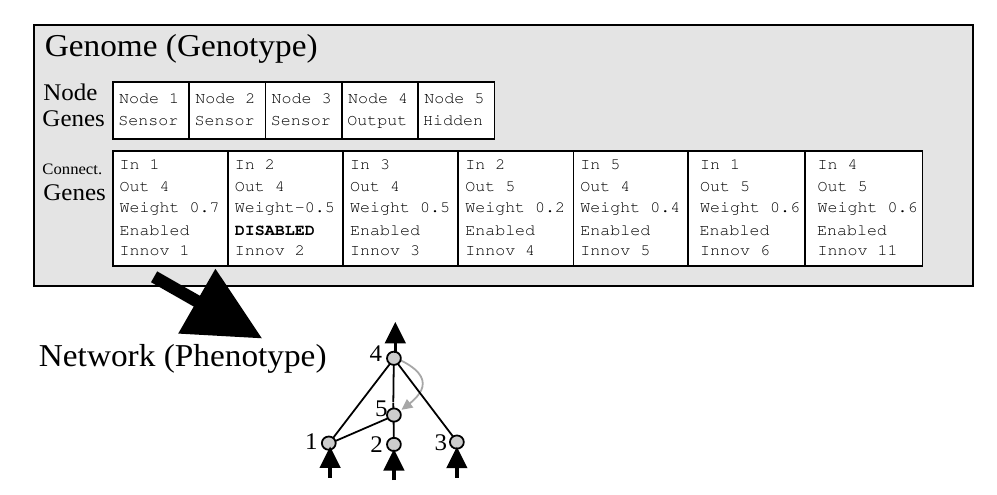 Genome (Genotype)
Node Genes
Node 1 Node 2 Node 3 Node 4 Node 5
Sensor Sensor Sensor Output Hidden
Connect. Genes
In 1 In 2 In 3 In 2 In 5 In 1 In 4
Out 4 Out 4 Out 4 Out 5 Out 4 Out 5 Out 5
Weight 0.7 Weight-0.5 Weight 0.5 Weight 0.2 Weight 0.4 Weight 0.6 Weight 0.6
Enabled DISABLED Enabled Enabled Enabled Enabled Enabled
Innov 1 Innov 2 Innov 3 Innov 4 Innov 5 Innov 6 Innov 11
Network (Phenotype)
4
5
1 2 3